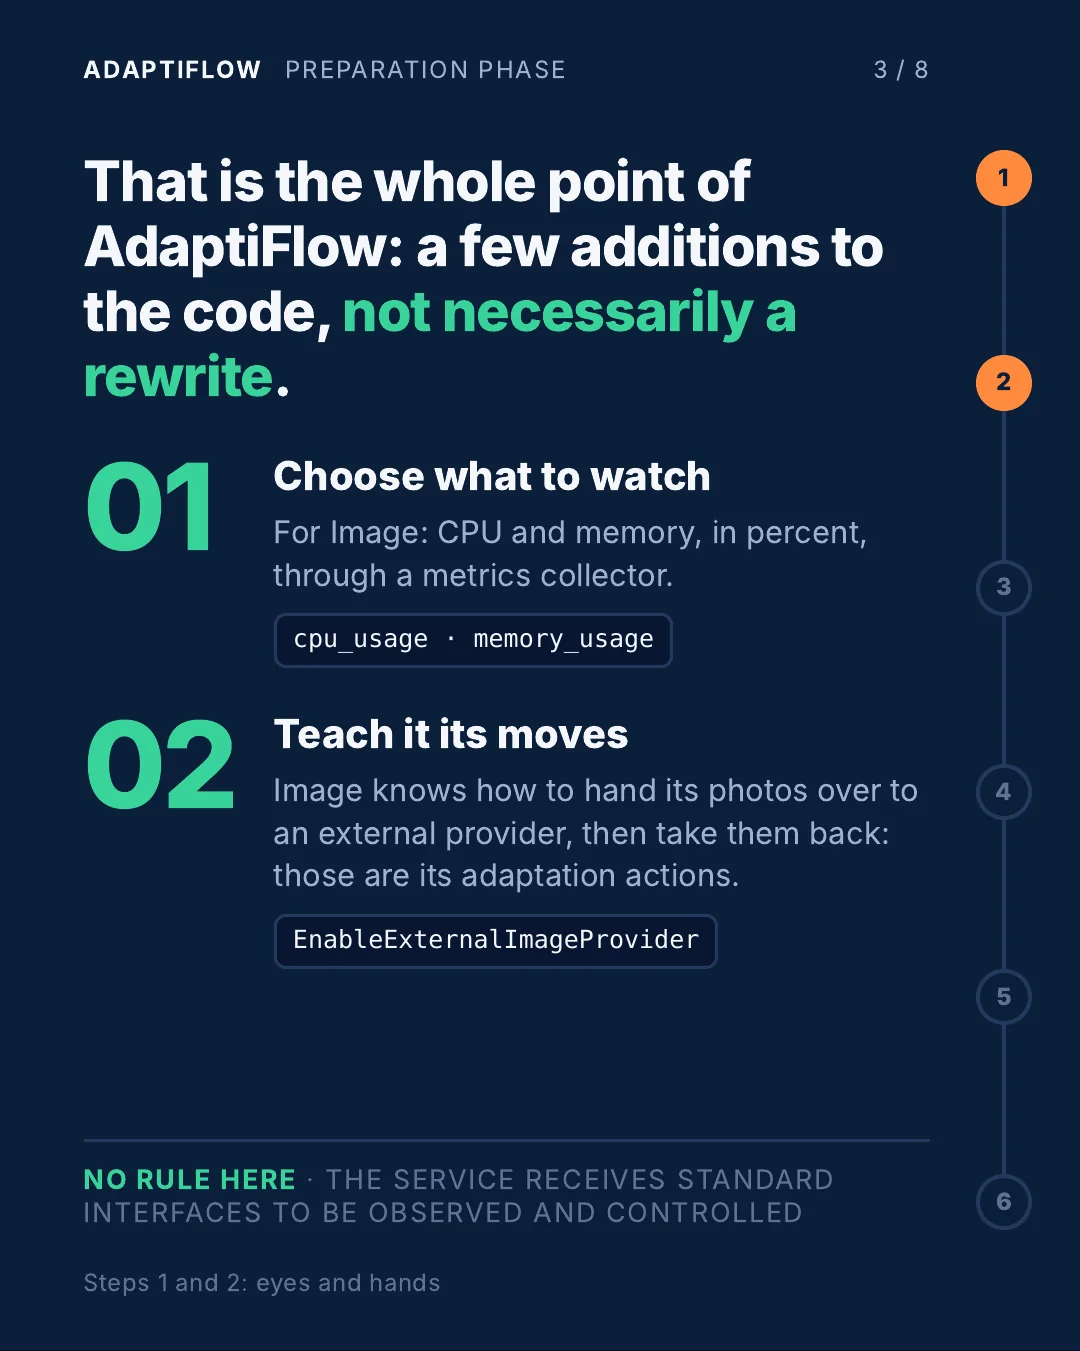 ADAPTIFLOW PREPARATION PHASE 3 / 8
That is the whole point of
AdaptiFlow: a few additions to
the code, not necessarily a
rewrite.
01
Choose what to watch
For Image: CPU and memory, in percent,
through a metrics collector.
cpu_usage · memory_usage
02
Teach it its moves
Image knows how to hand its photos over to
an external provider, then take them back:
those are its adaptation actions.
EnableExternalImageProvider
NO RULE HERE · THE SERVICE RECEIVES STANDARD
INTERFACES TO BE OBSERVED AND CONTROLLED
Steps 1 and 2: eyes and hands
1
2
3
4
5
6